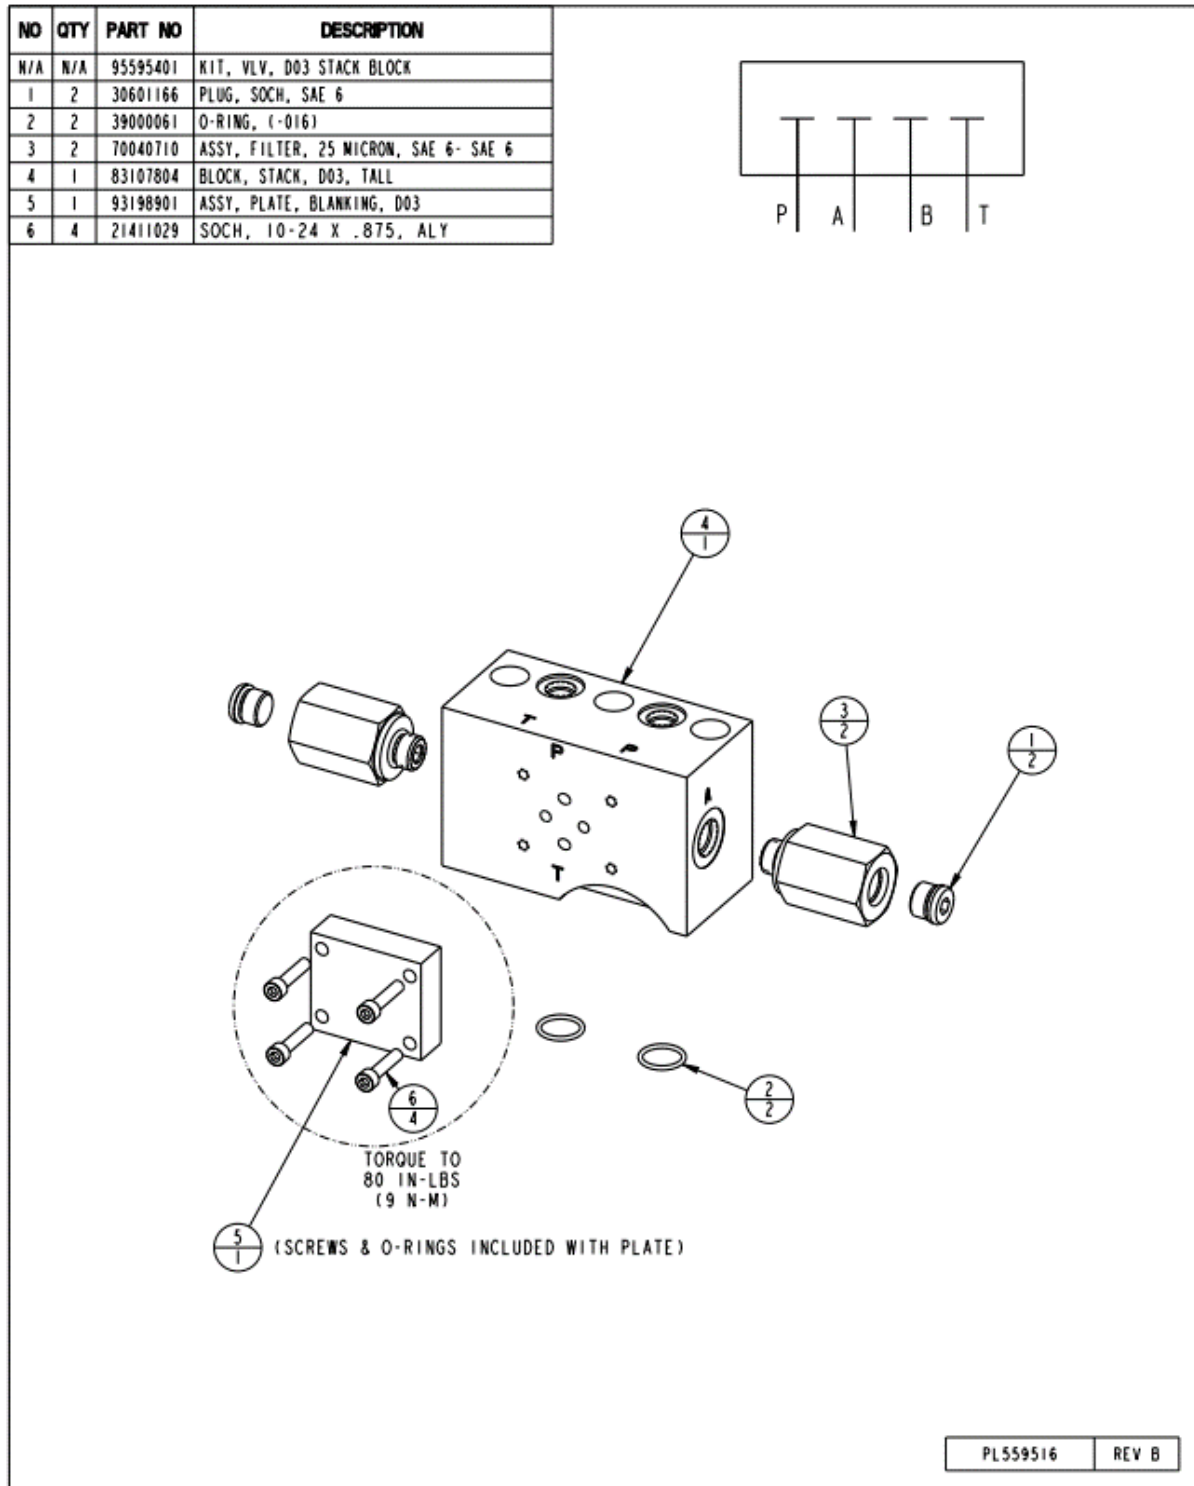 NO QTY PART NO DESCRIPTION
N/A N/A 95595401 KIT, VLV, D03 STACK BLOCK
1 2 30601166 PLUG, SOCH, SAE 6
2 2 39000061 O-RING, (-016)
3 2 70040710 ASSY, FILTER, 25 MICRON, SAE 6- SAE 6
4 1 83107804 BLOCK, STACK, D03, TALL
5 1 93198901 ASSY, PLATE, BLANKING, D03
6 4 21411029 SOCH, 10-24 X .875, ALY
P A B T
4
1
3
2
1
2
T P
P
A
T
2
2
6
4
TORQUE TO
80 IN-LBS
(9 N-M)
5
1
(SCREWS & O-RINGS INCLUDED WITH PLATE)
PL559516 REV B